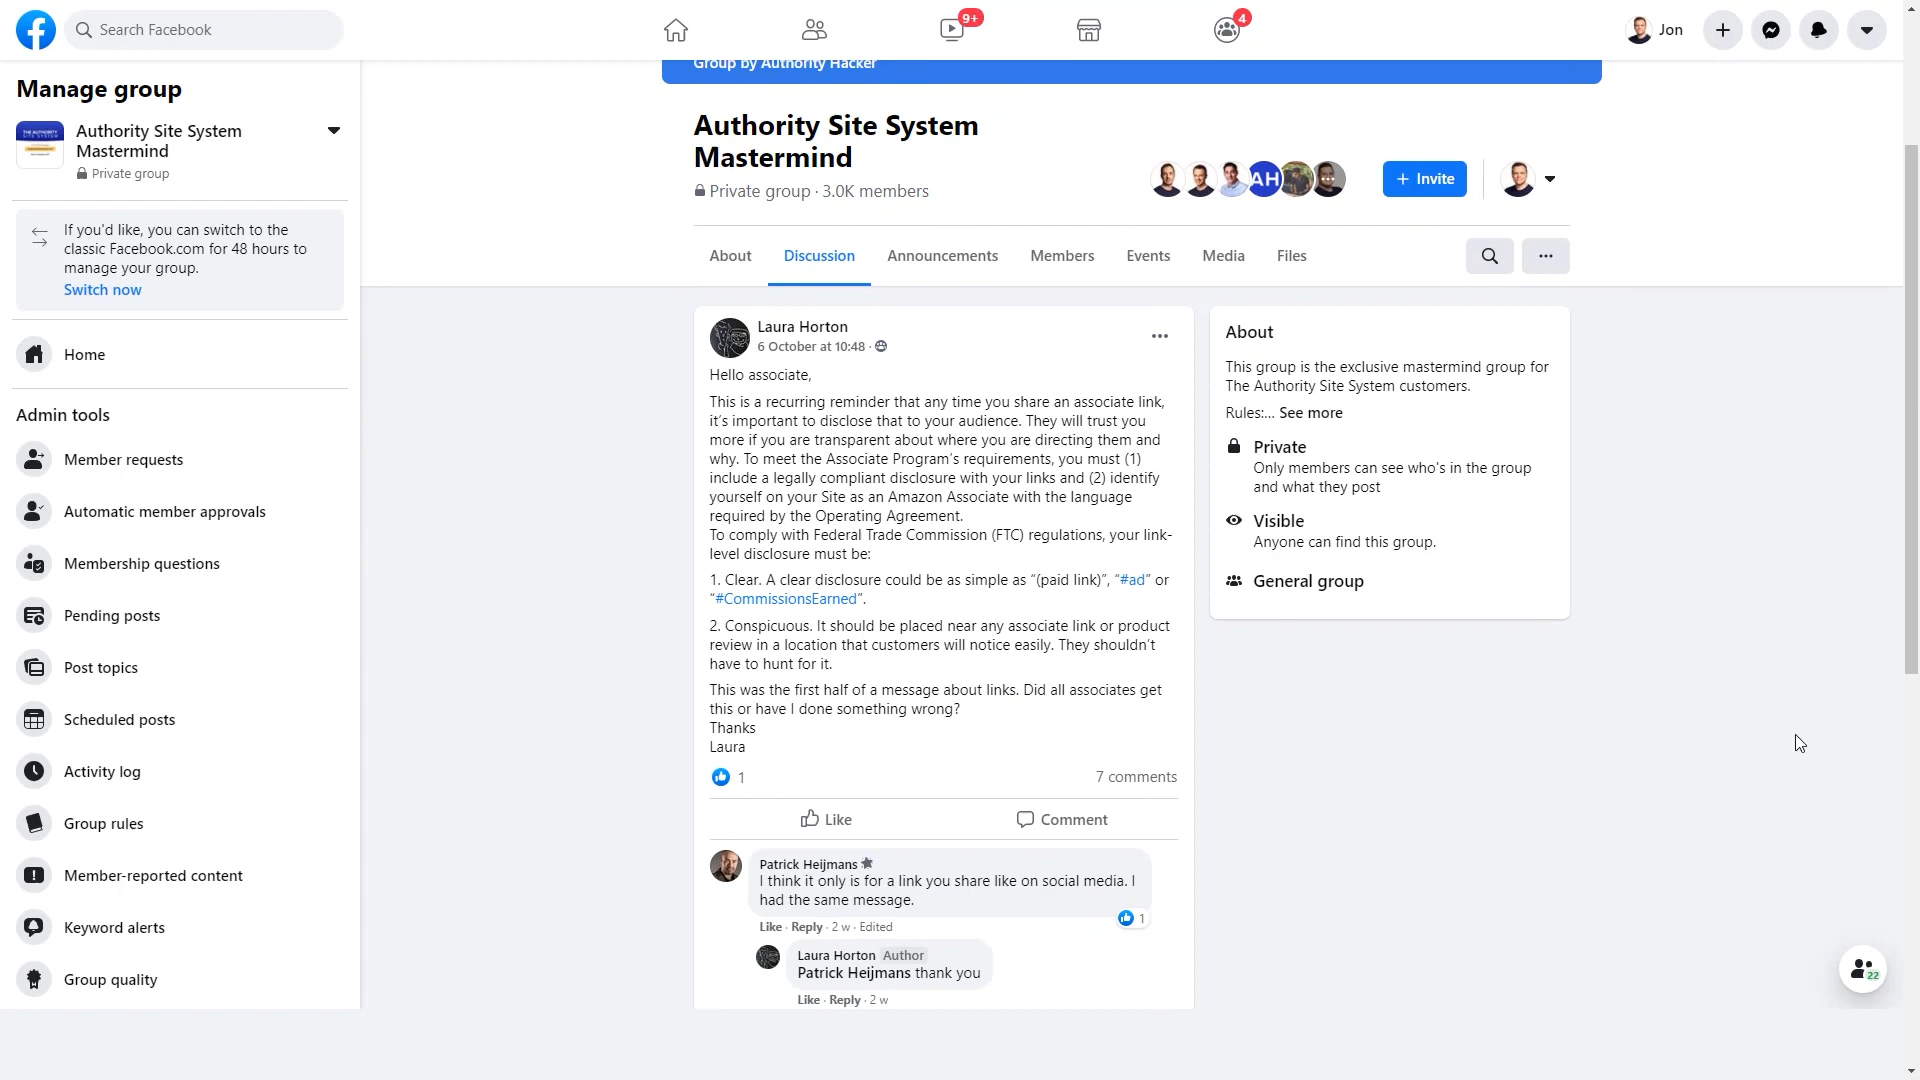 Search Facebook
9+
4
Jon
Manage group
Authority Site System
Mastermind
Private group
If you'd like, you can switch to the
classic Facebook.com for 48 hours to
manage your group.
Switch now
Home
Admin tools
Member requests
Automatic member approvals
Membership questions
Pending posts
Post topics
Scheduled posts
Activity log
Group rules
Member-reported content
Keyword alerts
Group quality
Group by Authority Hacker
Authority Site System
Mastermind
Private group · 3.0K members
AH
+ Invite
About
Discussion
Announcements
Members
Events
Media
Files
Laura Horton
6 October at 10:48 ·
Hello associate,
This is a recurring reminder that any time you share an associate link,
it’s important to disclose that to your audience. They will trust you
more if you are transparent about where you are directing them and
why. To meet the Associate Program’s requirements, you must (1)
include a legally compliant disclosure with your links and (2) identify
yourself on your Site as an Amazon Associate with the language
required by the Operating Agreement.
To comply with Federal Trade Commission (FTC) regulations, your link-
level disclosure must be:
1. Clear. A clear disclosure could be as simple as “(paid link)”, “#ad” or
“#CommissionsEarned”.
2. Conspicuous. It should be placed near any associate link or product
review in a location that customers will notice easily. They shouldn’t
have to hunt for it.
This was the first half of a message about links. Did all associates get
this or have I done something wrong?
Thanks
Laura
1
7 comments
Like
Comment
Patrick Heijmans
I think it only is for a link you share like on social media. I
had the same message.
1
Like · Reply · 2 w · Edited
Laura Horton Author
Patrick Heijmans thank you
Like · Reply · 2 w
About
This group is the exclusive mastermind group for
The Authority Site System customers.
Rules:... See more
Private
Only members can see who's in the group
and what they post
Visible
Anyone can find this group.
General group
22